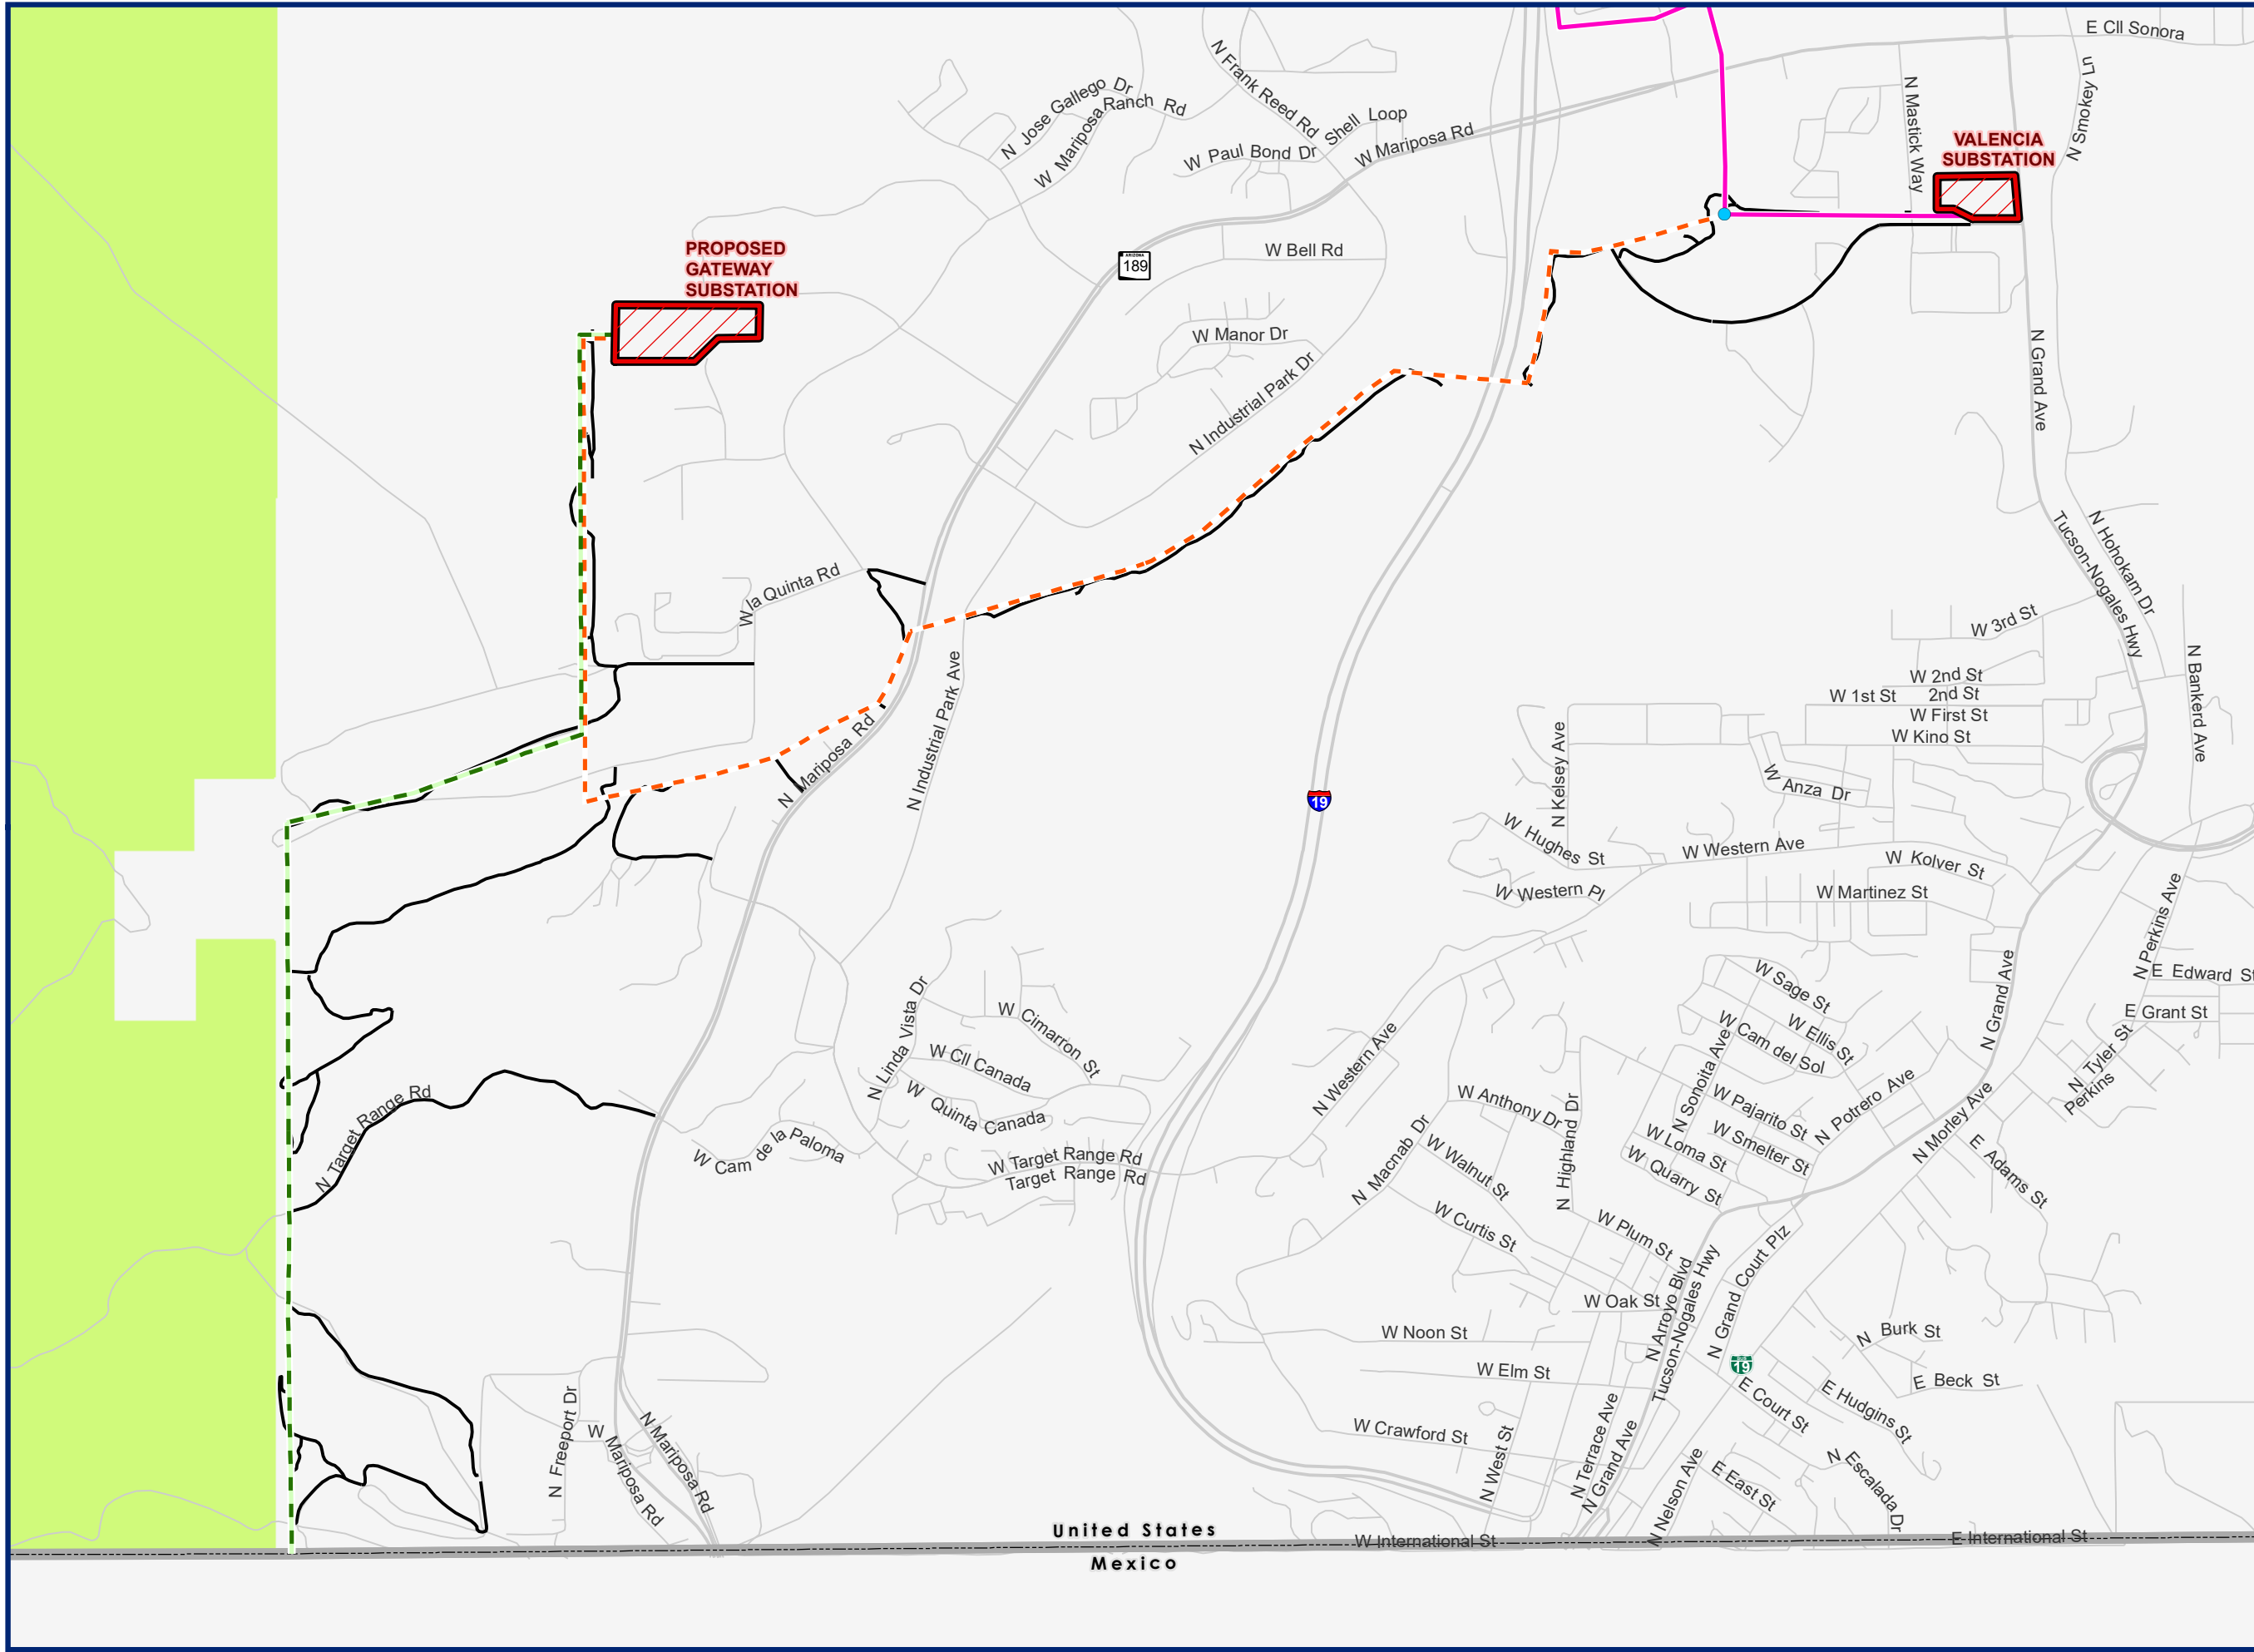 E Cll Sonora
N Frank Reed Rd
N Smokey Ln
N Jose Gallego Dr
W Mariposa Ranch Rd
Shell Loop
W Paul Bond Dr
W Mariposa Rd
N Mastick Way
VALENCIA
SUBSTATION
PROPOSED
GATEWAY
SUBSTATION
ARIZONA
189
W Bell Rd
W Manor Dr
N Industrial Park Dr
N Grand Ave
Tucson-Nogales Hwy
N Hohokam Dr
W la Quinta Rd
W 3rd St
N Bankerd Ave
W 2nd St
W 1st St
2nd St
W First St
W Kino St
N Industrial Park Ave
N Mariposa Rd
N Kelsey Ave
W Anza Dr
19
W Hughes St
W Western Ave
W Kolver St
W Western Pl
W Martinez St
N Perkins Ave
E Edward St
E Grant St
N Grand Ave
W Sage St
W Ellis St
W Cam del Sol
N Sonoita Ave
N Linda Vista Dr
W Cimarron St
W Cll Canada
W Quinta Canada
N Western Ave
N Tyler St
Perkins
W Anthony Dr
N Highland Dr
W Pajarito St
N Potrero Ave
N Morley Ave
W Smelter St
W Loma St
W Quarry St
N Target Range Rd
W Cam de la Paloma
W Target Range Rd
Target Range Rd
N Macnab Dr
W Walnut St
W Curtis St
W Plum St
E Adams St
N Arroyo Blvd
Tucson-Nogales Hwy
N Grand Court Plz
W Oak St
W Noon St
N Burk St
19
W Elm St
E Beck St
E Court St
E Hudgins St
N Freeport Dr
W Mariposa Rd
N Mariposa Rd
W Crawford St
N West St
N Terrace Ave
N Grand Ave
N Nelson Ave
E East St
N Escalada Dr
United States
W International St
E International St
Mexico